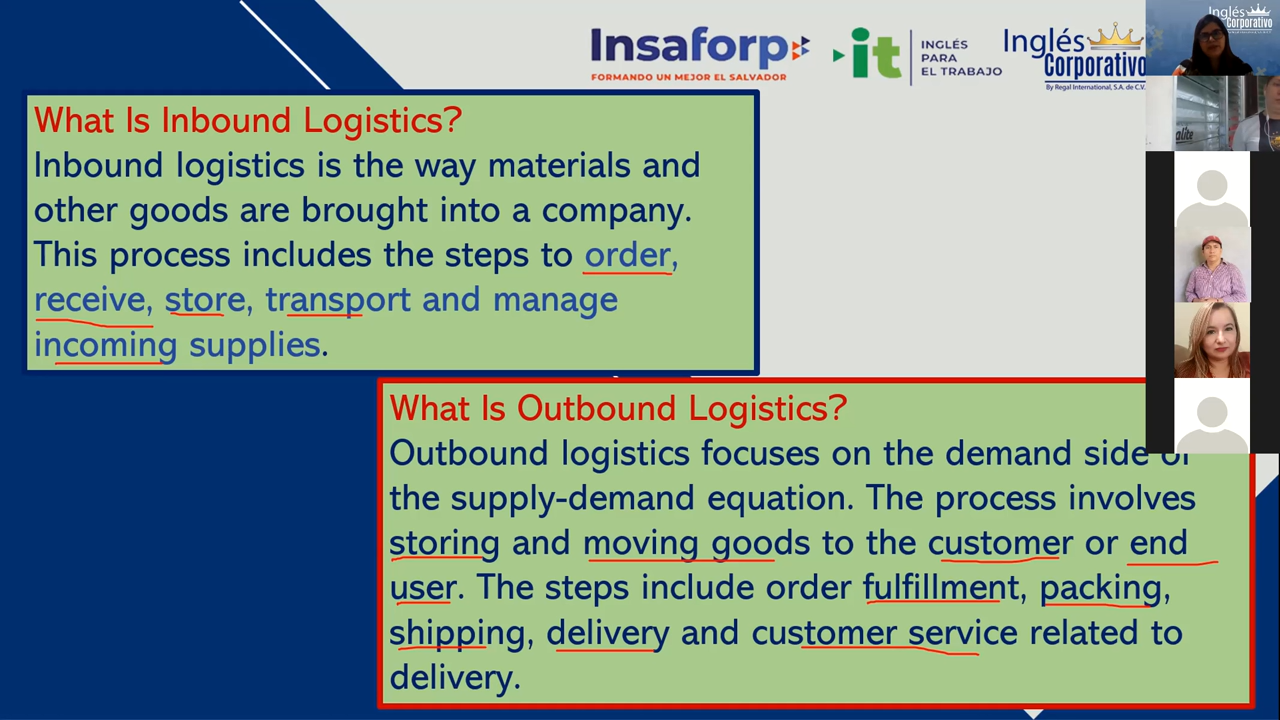 Insaforp
FORMANDO UN MEJOR EL SALVADOR
it
INGLÉS
PARA
EL TRABAJO
Inglés
Corporativo
By Regal International, S.A. de C.V.
Inglés
Corporativo
What Is Inbound Logistics?
Inbound logistics is the way materials and
other goods are brought into a company.
This process includes the steps to order,
receive, store, transport and manage
incoming supplies.
What Is Outbound Logistics?
Outbound logistics focuses on the demand side of
the supply-demand equation. The process involves
storing and moving goods to the customer or end
user. The steps include order fulfillment, packing,
shipping, delivery and customer service related to
delivery.